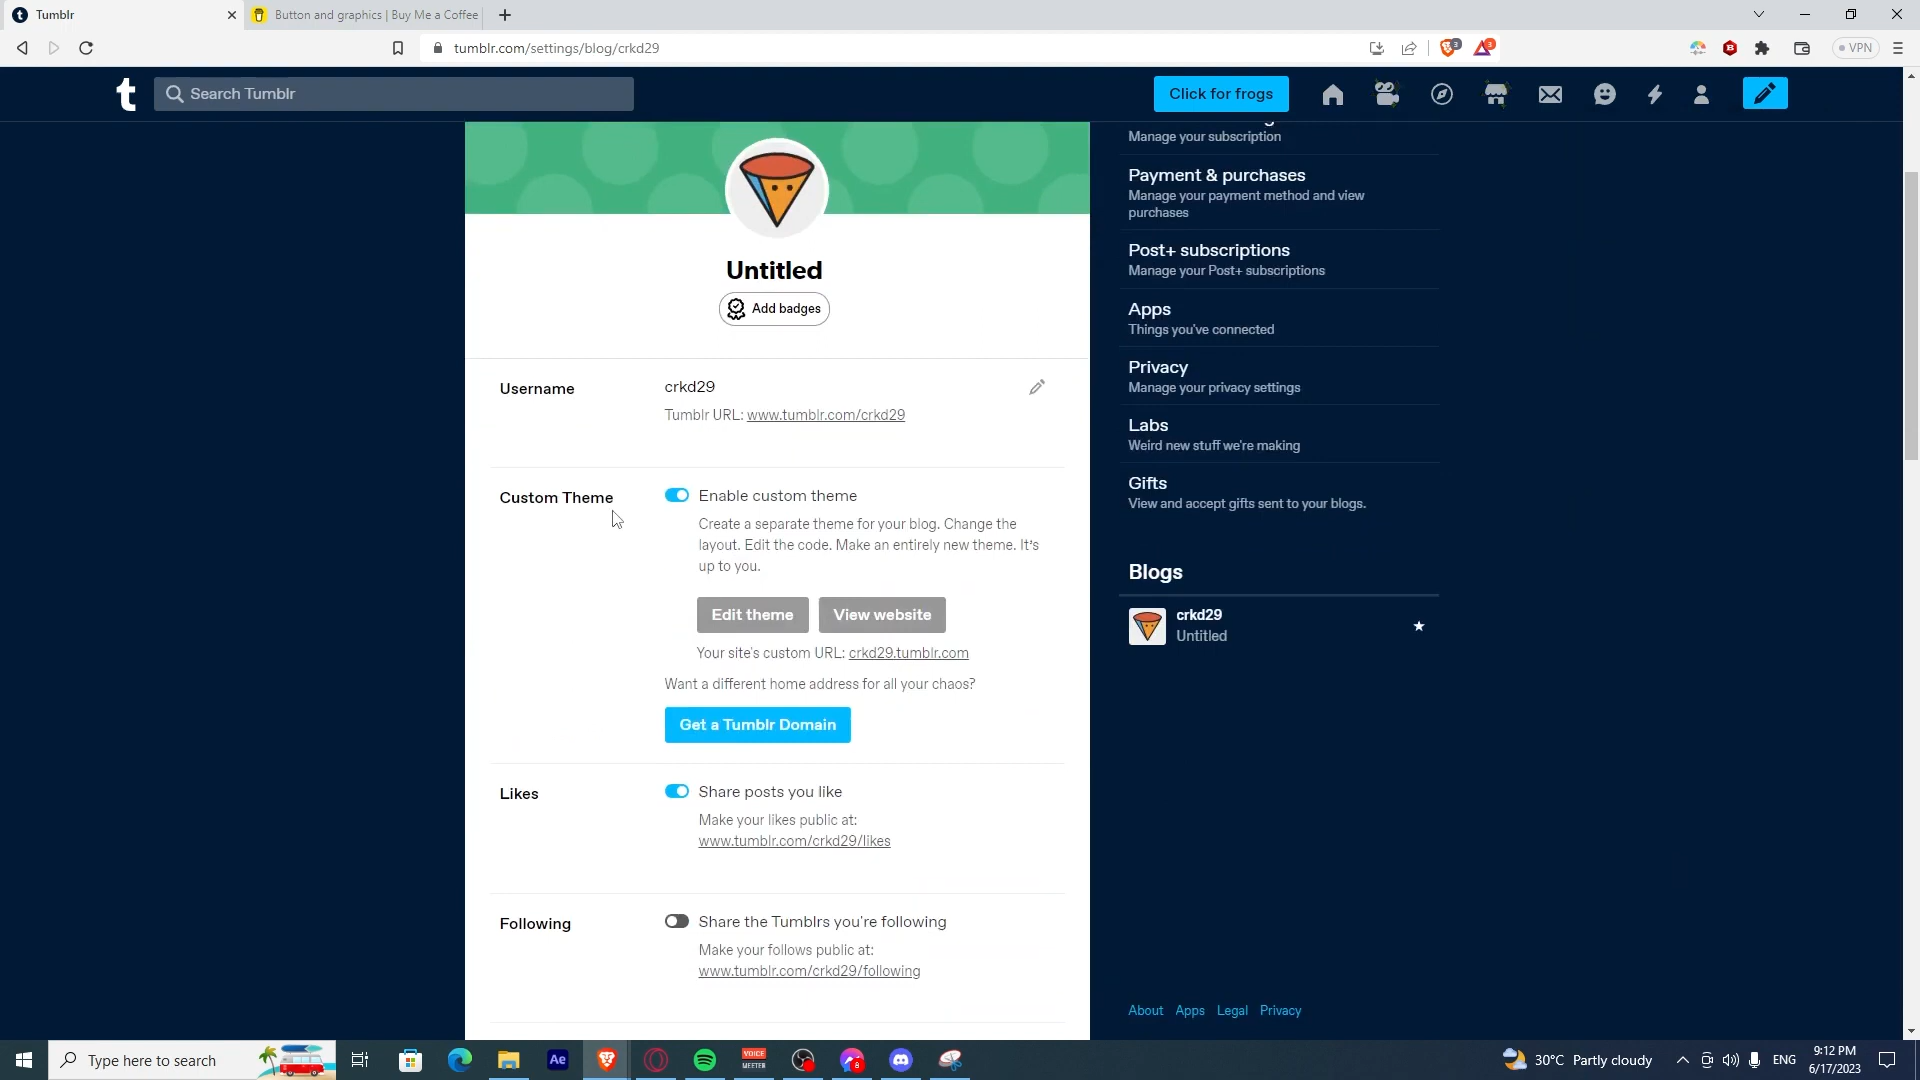 Tumblr
Button and graphics | Buy Me a Coffee
tumblr.com/settings/blog/crkd29
3
3
VPN
t
Search Tumblr
Click for frogs
Manage your subscription
Payment & purchases
Manage your payment method and view
purchases
Post+ subscriptions
Manage your Post+ subscriptions
Apps
Things you've connected
Privacy
Manage your privacy settings
Labs
Weird new stuff we're making
Gifts
View and accept gifts sent to your blogs.
Blogs
crkd29
Untitled
About Apps Legal Privacy
Untitled
Add badges
Username
crkd29
Tumblr URL: www.tumblr.com/crkd29
Custom Theme
Enable custom theme
Create a separate theme for your blog. Change the
layout. Edit the code. Make an entirely new theme. It's
up to you.
Edit theme
View website
Your site's custom URL: crkd29.tumblr.com
Want a different home address for all your chaos?
Get a Tumblr Domain
Likes
Share posts you like
Make your likes public at:
www.tumblr.com/crkd29/likes
Following
Share the Tumblrs you're following
Make your follows public at:
www.tumblr.com/crkd29/following
Type here to search
Ae
VOICE
MEETER
30°C Partly cloudy
ENG
9:12 PM
6/17/2023